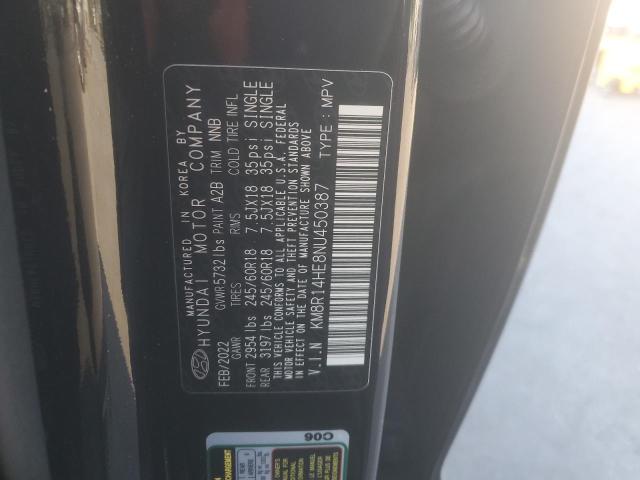 MANUFACTURED IN KOREA BY
HYUNDAI MOTOR COMPANY
FEB/2022 GVWR 5732 lbs PAINT A2B TRIM NNB
GAWR TIRES RIMS COLD TIRE INFL
FRONT 2954 lbs 245/60R18 7.5JX18 35psi SINGLE
REAR 3197 lbs 245/60R18 7.5JX18 35psi SINGLE
THIS VEHICLE CONFORMS TO ALL APPLICABLE U.S.A. FEDERAL
MOTOR VEHICLE SAFETY AND THEFT PREVENTION STANDARDS
IN EFFECT ON THE DATE OF MANUFACTURE SHOWN ABOVE
V.I.N KM8R14HE8NU450387 TYPE : MPV
C06